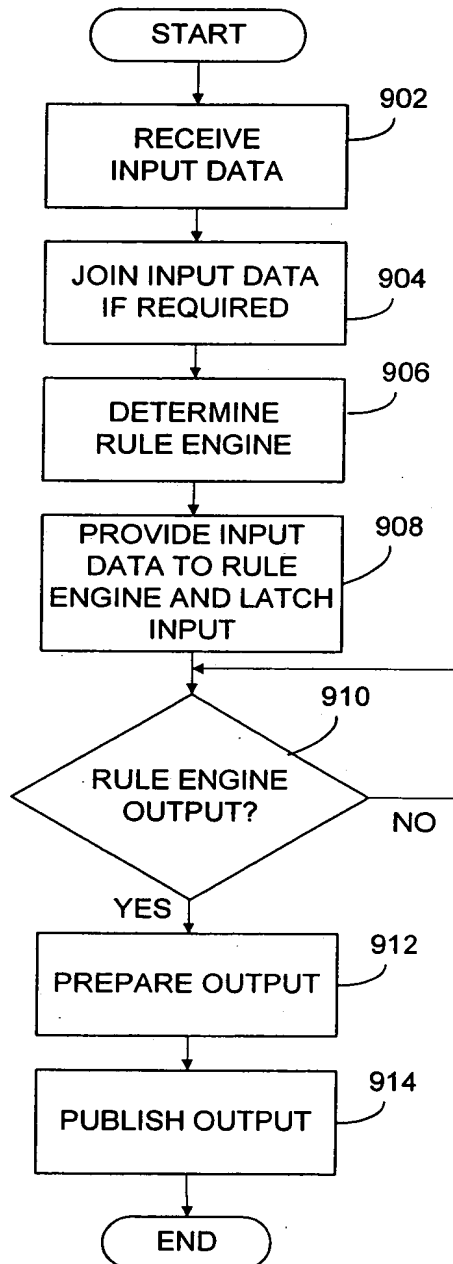 START
902
RECEIVE
INPUT DATA
JOIN INPUT DATA
IF REQUIRED
904
906
DETERMINE
RULE ENGINE
PROVIDE INPUT
DATA TO RULE
ENGINE AND LATCH
INPUT
908
910
RULE ENGINE
OUTPUT?
NO
YES
912
PREPARE OUTPUT
914
PUBLISH OUTPUT
END